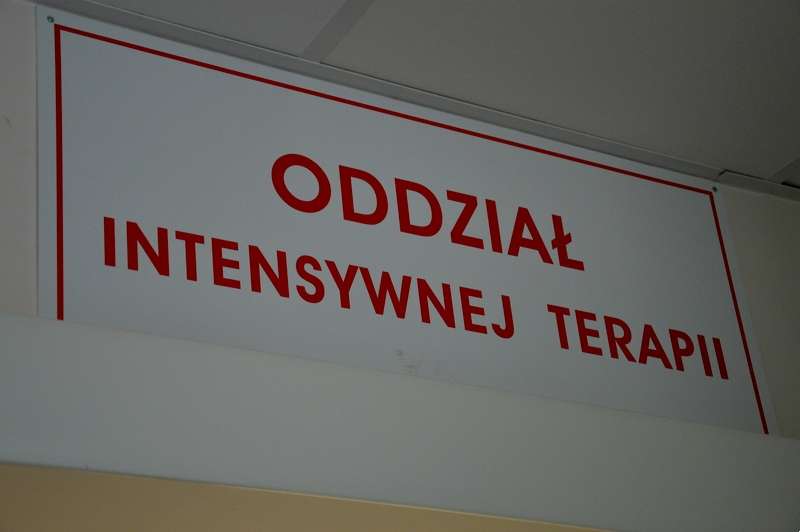 ODDZIAŁ
INTENSYWNEJ TERAPII